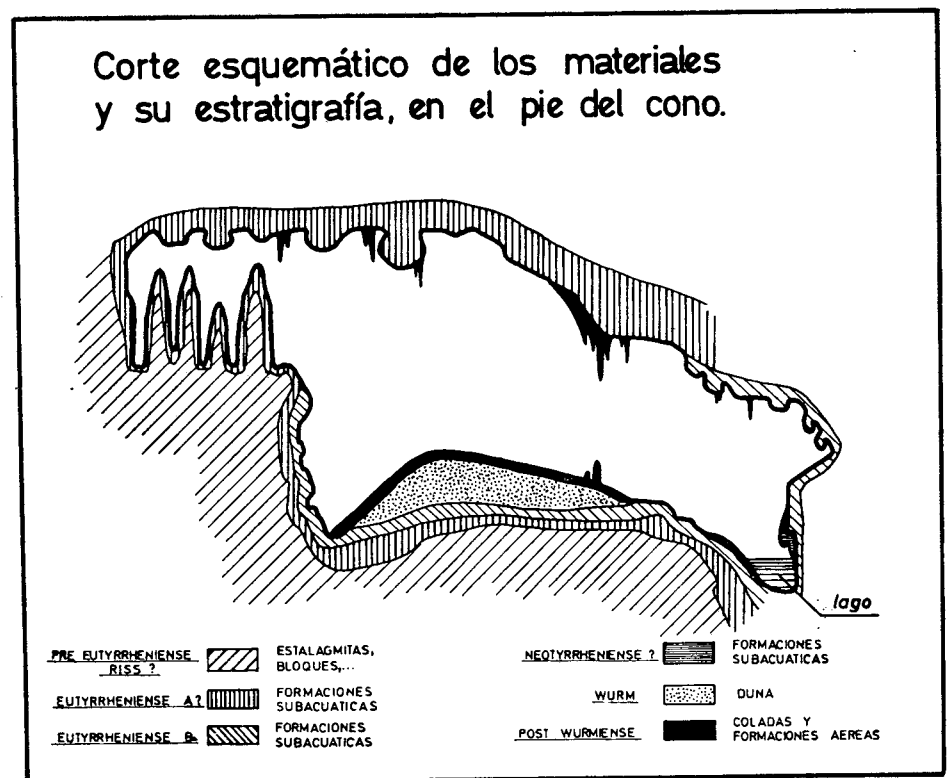 Corte esquemático de los materiales
y su estratigrafía, en el pie del cono.
lago
PRE EUTYRRHENIENSE
RISS ?
ESTALAGMITAS,
BLOQUES,...
EUTYRRHENIENSE A?
FORMACIONES
SUBACUATICAS
EUTYRRHENIENSE B
FORMACIONES
SUBACUATICAS
NEOTYRRHENIENSE ?
FORMACIONES
SUBACUATICAS
WURM
DUNA
POST WURMIENSE
COLADAS Y
FORMACIONES AEREAS